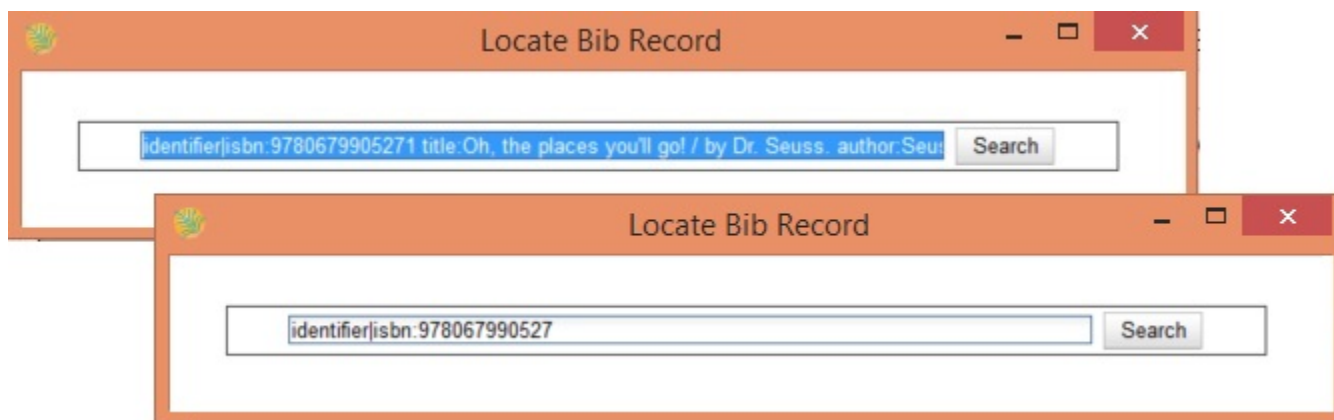 Locate Bib Record
identifier|isbn:9780679905271 title:Oh, the places you'll go! / by Dr. Seuss. author:Seus
Search
Locate Bib Record
identifier|isbn:978067990527
Search